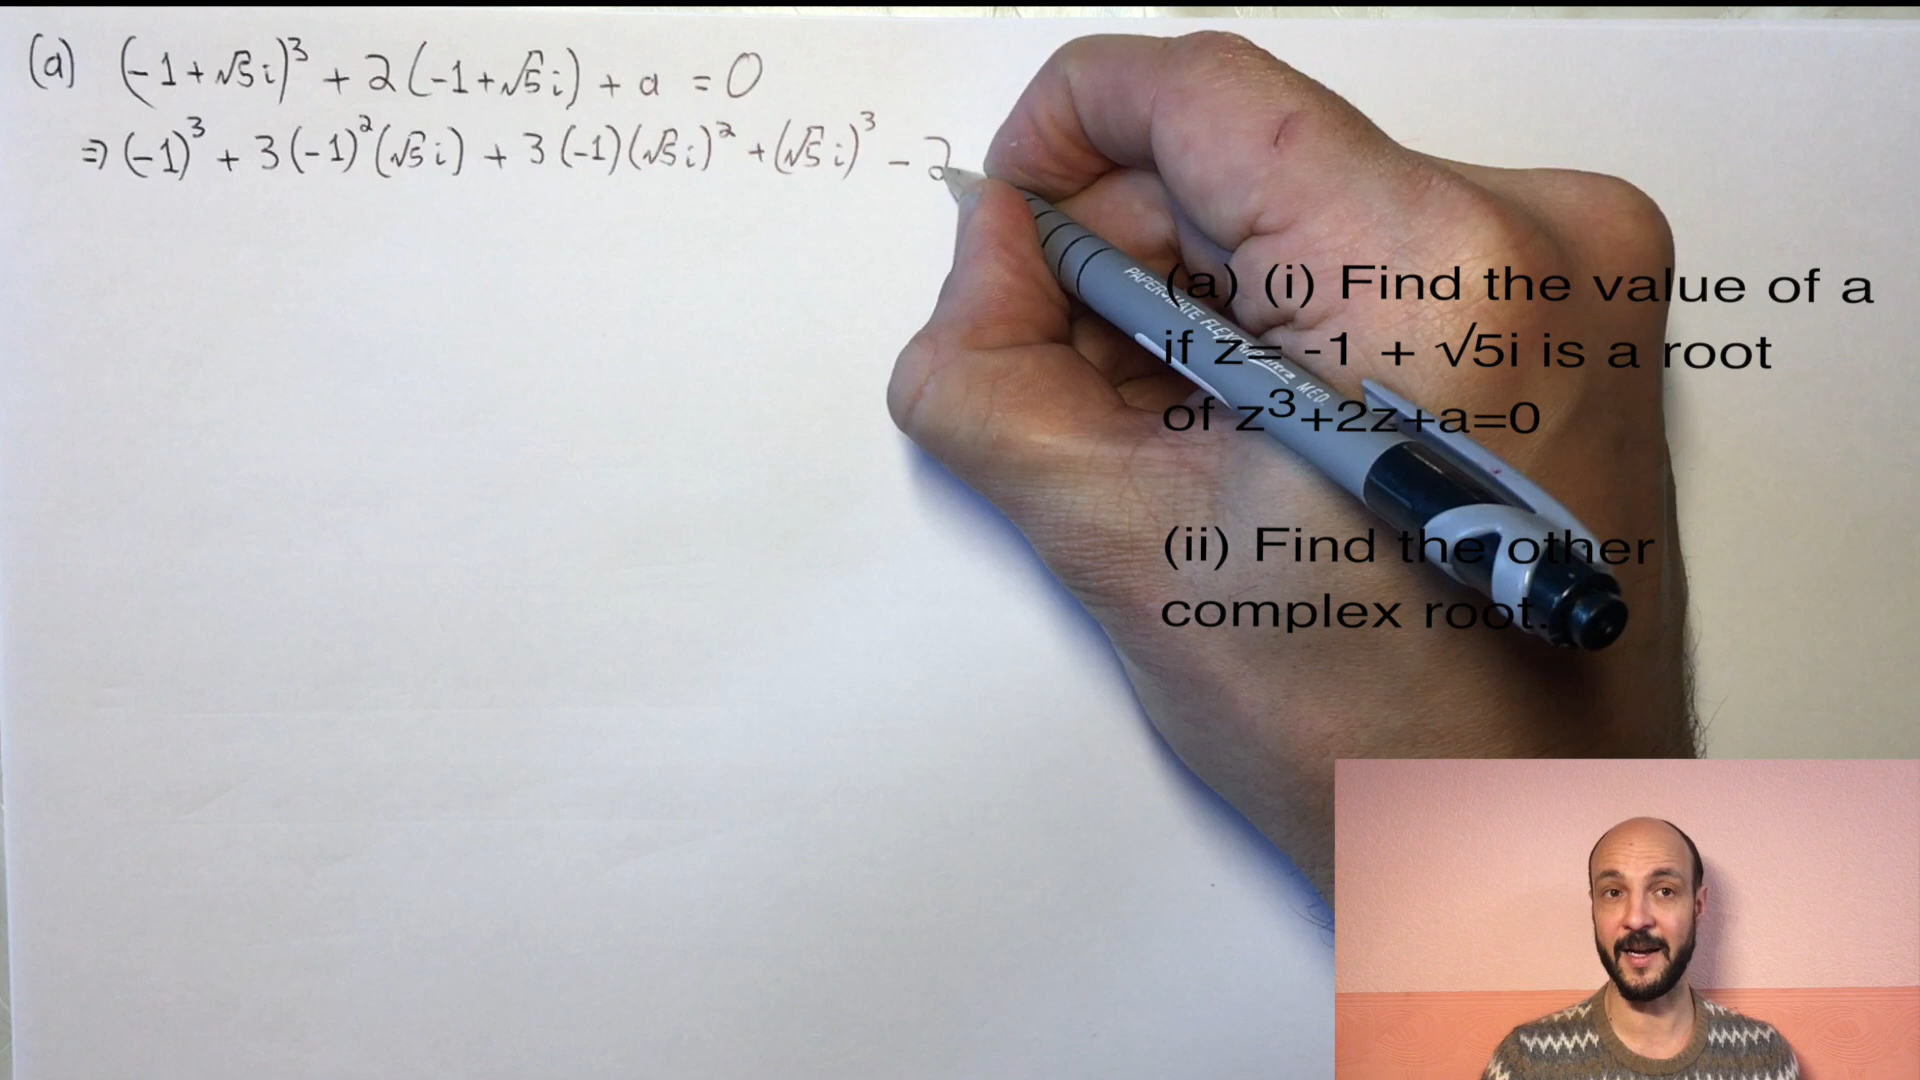 (a) (-1+√5i)³ + 2(-1+√5i) + a = 0
⇒ (-1)³ + 3(-1)²(√5i) + 3(-1)(√5i)² + (√5i)³ - 2
PAPER MATE FLEXGRIP Ultra MED.
(a) (i) Find the value of a
if z= -1 + √5i is a root
of z³+2z+a=0
(ii) Find the other
complex root.